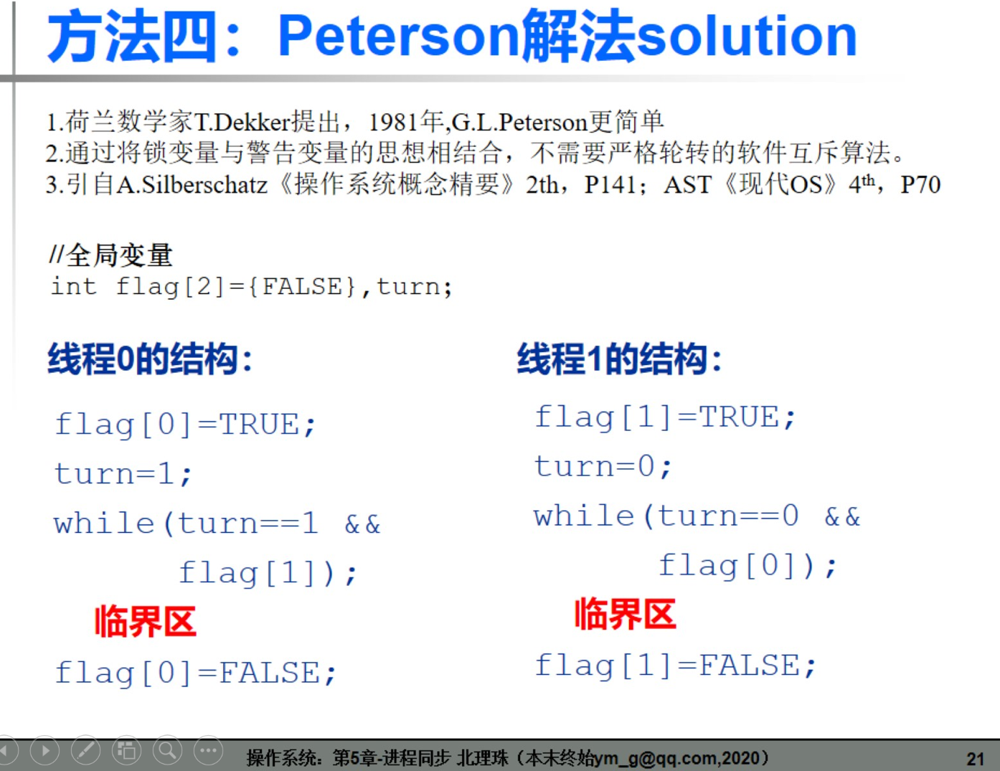 方法四：Peterson解法solution
1.荷兰数学家T.Dekker提出，1981年,G.L.Peterson更简单
2.通过将锁变量与警告变量的思想相结合，不需要严格轮转的软件互斥算法。
3.引自A.Silberschatz《操作系统概念精要》2th，P141；AST《现代OS》4th，P70
//全局变量
int flag[2]={FALSE},turn;
线程0的结构：
flag[0]=TRUE;
turn=1;
while(turn==1 &&
flag[1]);
临界区
flag[0]=FALSE;
线程1的结构：
flag[1]=TRUE;
turn=0;
while(turn==0 &&
flag[0]);
临界区
flag[1]=FALSE;
操作系统：第5章-进程同步 北理珠（本末终始ym_g@qq.com,2020）
21